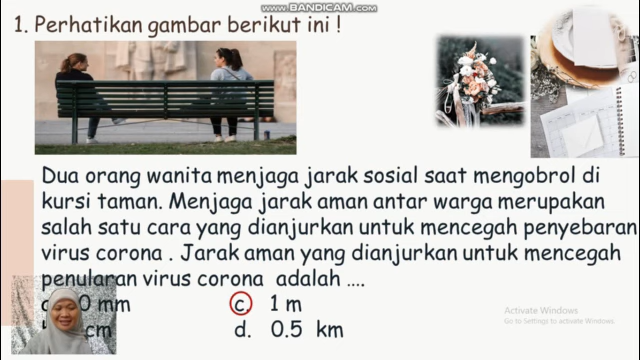 WWW.BANDICAM.COM
1. Perhatikan gambar berikut ini !
Dua orang wanita menjaga jarak sosial saat mengobrol di
kursi taman. Menjaga jarak aman antar warga merupakan
salah satu cara yang dianjurkan untuk mencegah penyebaran
virus corona . Jarak aman yang dianjurkan untuk mencegah
penularan virus corona adalah ....
0 mm
c. 1 m
cm
d. 0.5 km
Activate Windows
Go to Settings to activate Windows.